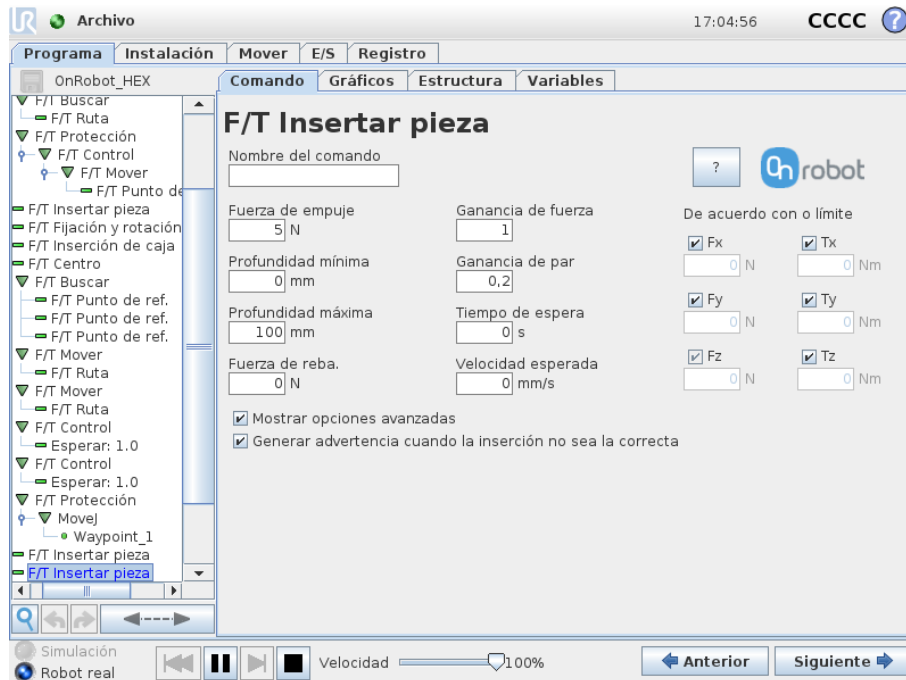 UR Archivo 17:04:56 CCCC ?
Programa Instalación Mover E/S Registro
OnRobot_HEX
Comando Gráficos Estructura Variables
F/T Buscar
F/T Ruta
F/T Protección
F/T Control
F/T Mover
F/T Punto de
F/T Insertar pieza
F/T Fijación y rotación
F/T Inserción de caja
F/T Centro
F/T Buscar
F/T Punto de ref.
F/T Punto de ref.
F/T Punto de ref.
F/T Mover
F/T Ruta
F/T Mover
F/T Ruta
F/T Control
Esperar: 1.0
F/T Control
Esperar: 1.0
F/T Protección
MoveJ
Waypoint_1
F/T Insertar pieza
F/T Insertar pieza
F/T Insertar pieza
Nombre del comando
? On robot
Fuerza de empuje
5 N
Profundidad mínima
0 mm
Profundidad máxima
100 mm
Fuerza de reba.
0 N
Ganancia de fuerza
1
Ganancia de par
0,2
Tiempo de espera
0 s
Velocidad esperada
0 mm/s
De acuerdo con o límite
Fx Tx
0 N 0 Nm
Fy Ty
0 N 0 Nm
Fz Tz
0 N 0 Nm
Mostrar opciones avanzadas
Generar advertencia cuando la inserción no sea la correcta
Simulación
Robot real
Velocidad 100%
Anterior Siguiente